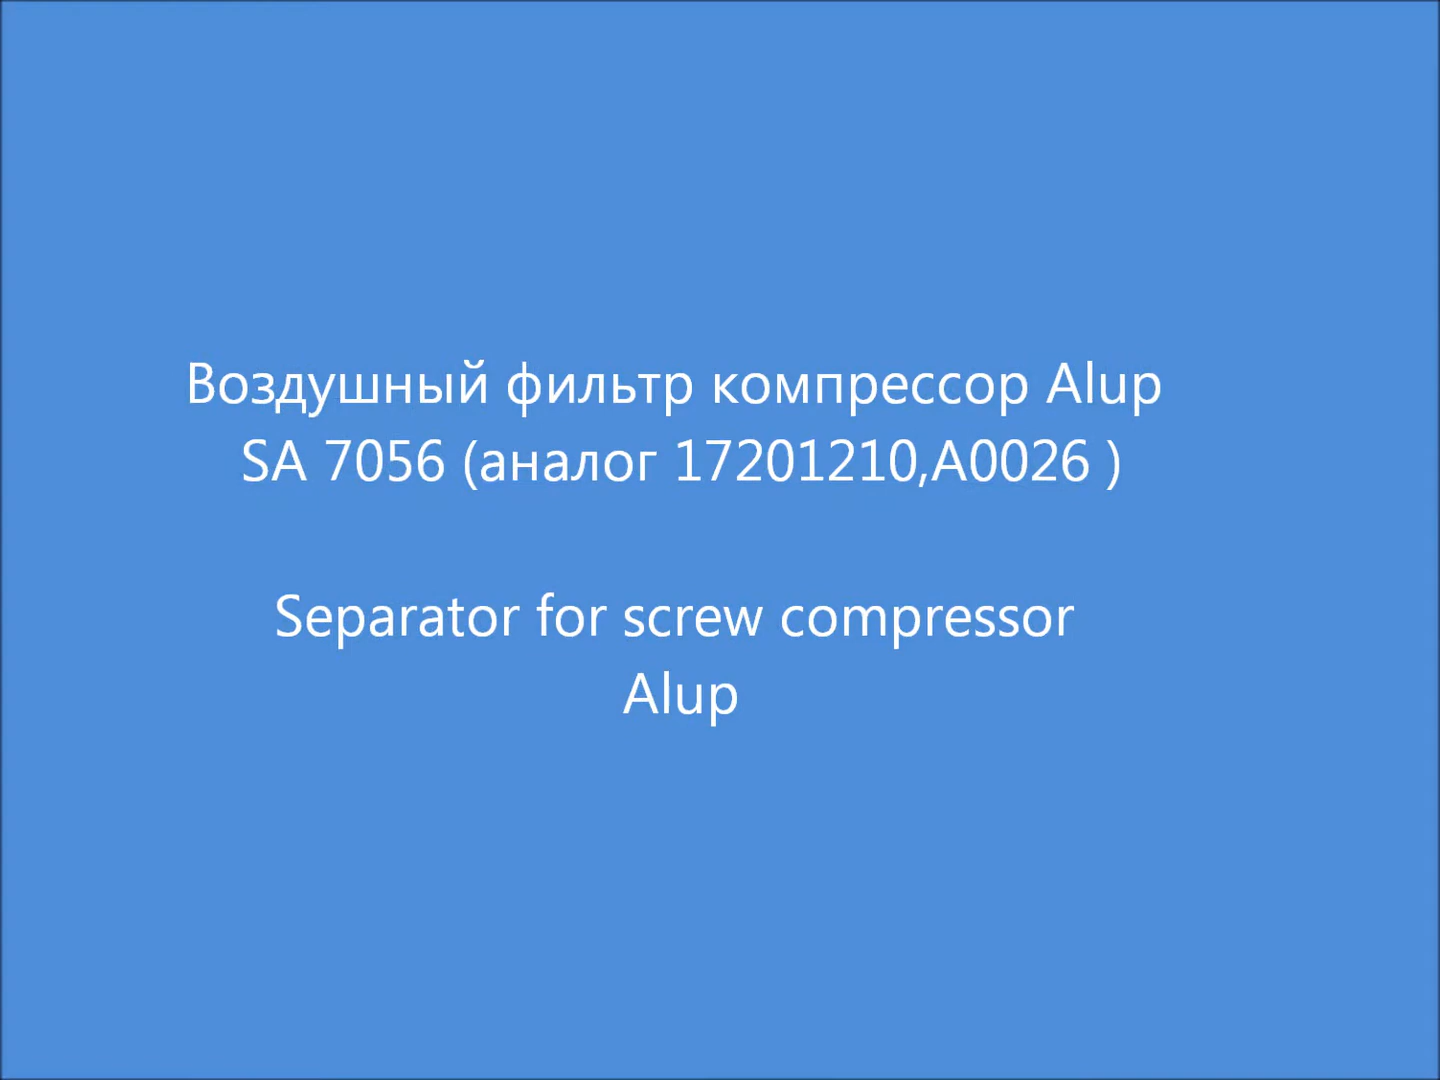 Воздушный фильтр компрессор Alup
SA 7056 (аналог 17201210,A0026 )
Separator for screw compressor
Alup